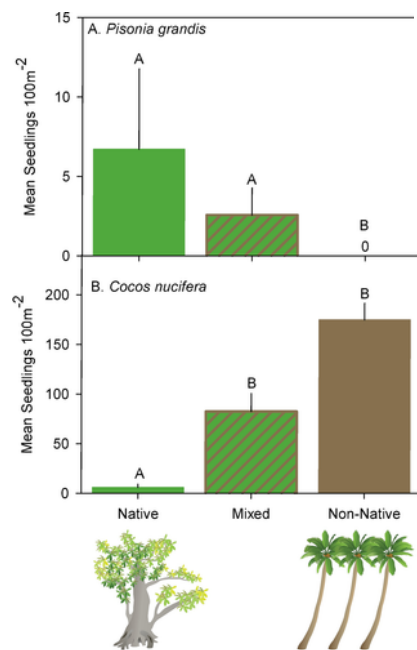 A. Pisonia grandis
Mean Seedlings 100m⁻²
15
10
5
0
A
A
B
0
B. Cocos nucifera
Mean Seedlings 100m⁻²
200
150
100
50
0
A
B
B
Native
Mixed
Non-Native